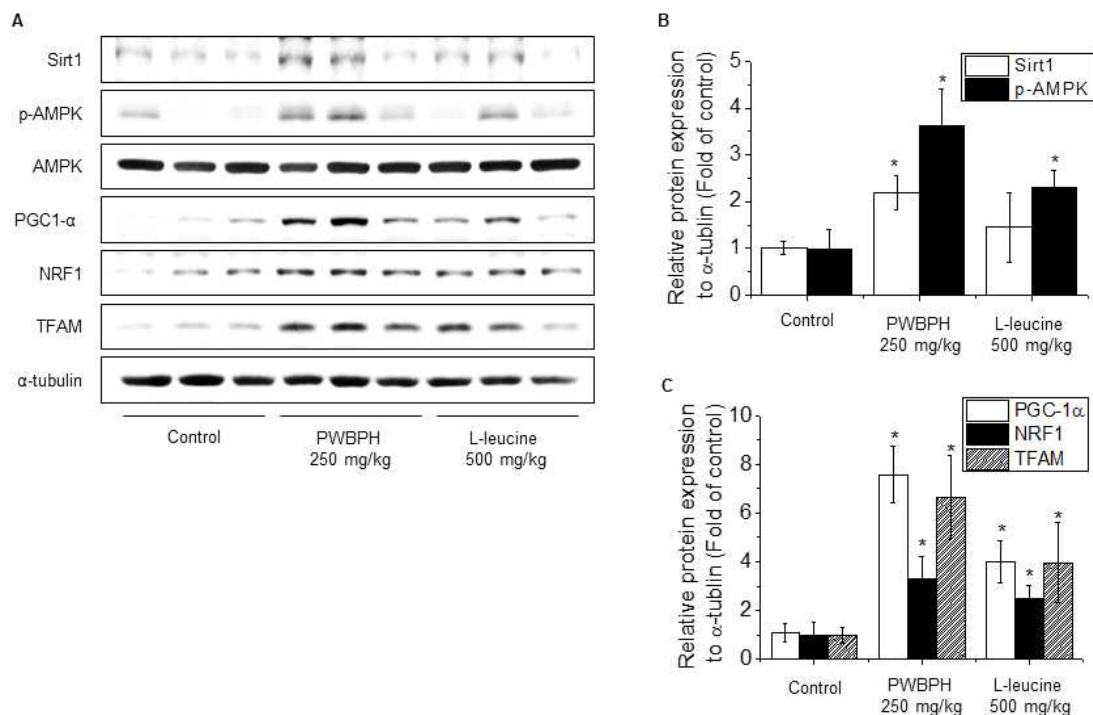 A
Sirt1
p-AMPK
AMPK
PGC1-α
NRF1
TFAM
α-tubulin
Control
PWBPH
250 mg/kg
L-leucine
500 mg/kg
B
Relative protein expression
to α-tublin (Fold of control)
5
4
3
2
1
0
Sirt1
p-AMPK
*
*
*
Control
PWBPH
250 mg/kg
L-leucine
500 mg/kg
C
Relative protein expression
to α-tublin (Fold of control)
10
8
6
4
2
0
PGC-1α
NRF1
TFAM
*
*
*
*
*
*
Control
PWBPH
250 mg/kg
L-leucine
500 mg/kg